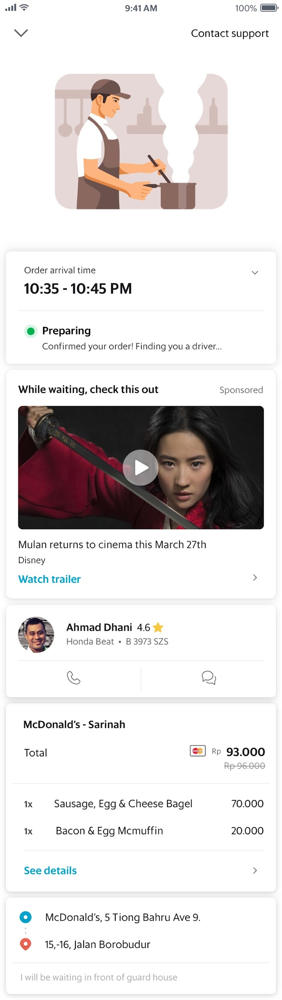 9:41 AM
100%
Contact support
Order arrival time
10:35 - 10:45 PM
Preparing
Confirmed your order! Finding you a driver...
While waiting, check this out
Sponsored
Mulan returns to cinema this March 27th
Disney
Watch trailer
Ahmad Dhani 4.6
Honda Beat • B 3973 SZS
McDonald's - Sarinah
Total
Rp 93.000
Rp 96.000
1x Sausage, Egg & Cheese Bagel 70.000
1x Bacon & Egg Mcmuffin 20.000
See details
McDonald's, 5 Tiong Bahru Ave 9.
15,-16, Jalan Borobudur
I will be waiting in front of guard house